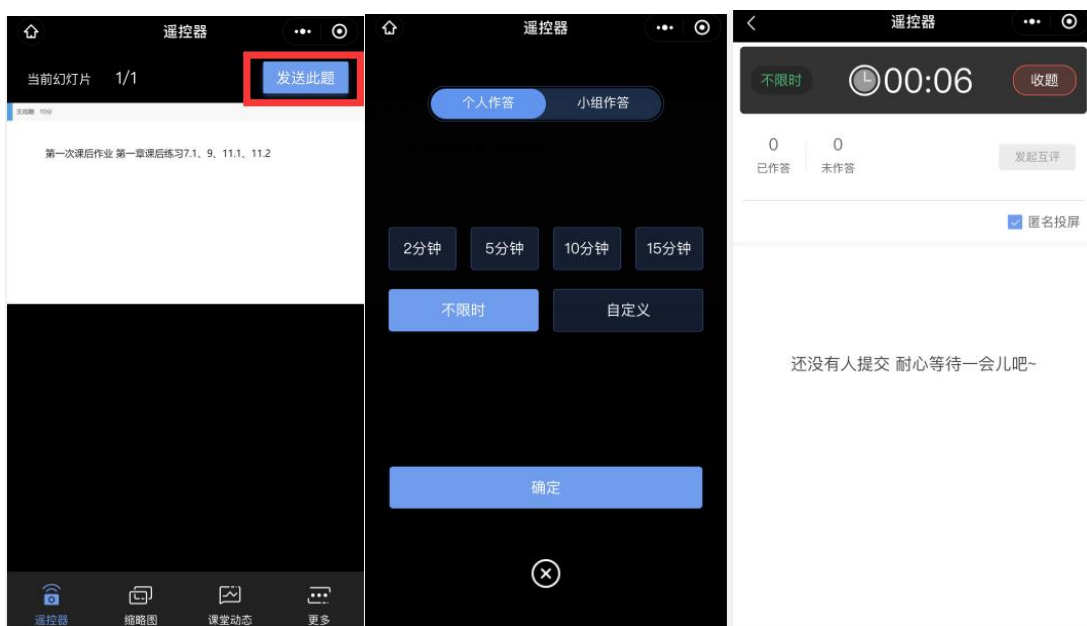 遥控器
当前幻灯片 1/1
发送此题
主观题 10分
第一次课后作业 第一章课后练习7.1、9、11.1、11.2
遥控器
缩略图
课堂动态
更多
遥控器
个人作答
小组作答
2分钟
5分钟
10分钟
15分钟
不限时
自定义
确定
遥控器
不限时
00:06
收题
0
已作答
0
未作答
发起互评
匿名投屏
还没有人提交 耐心等待一会儿吧~